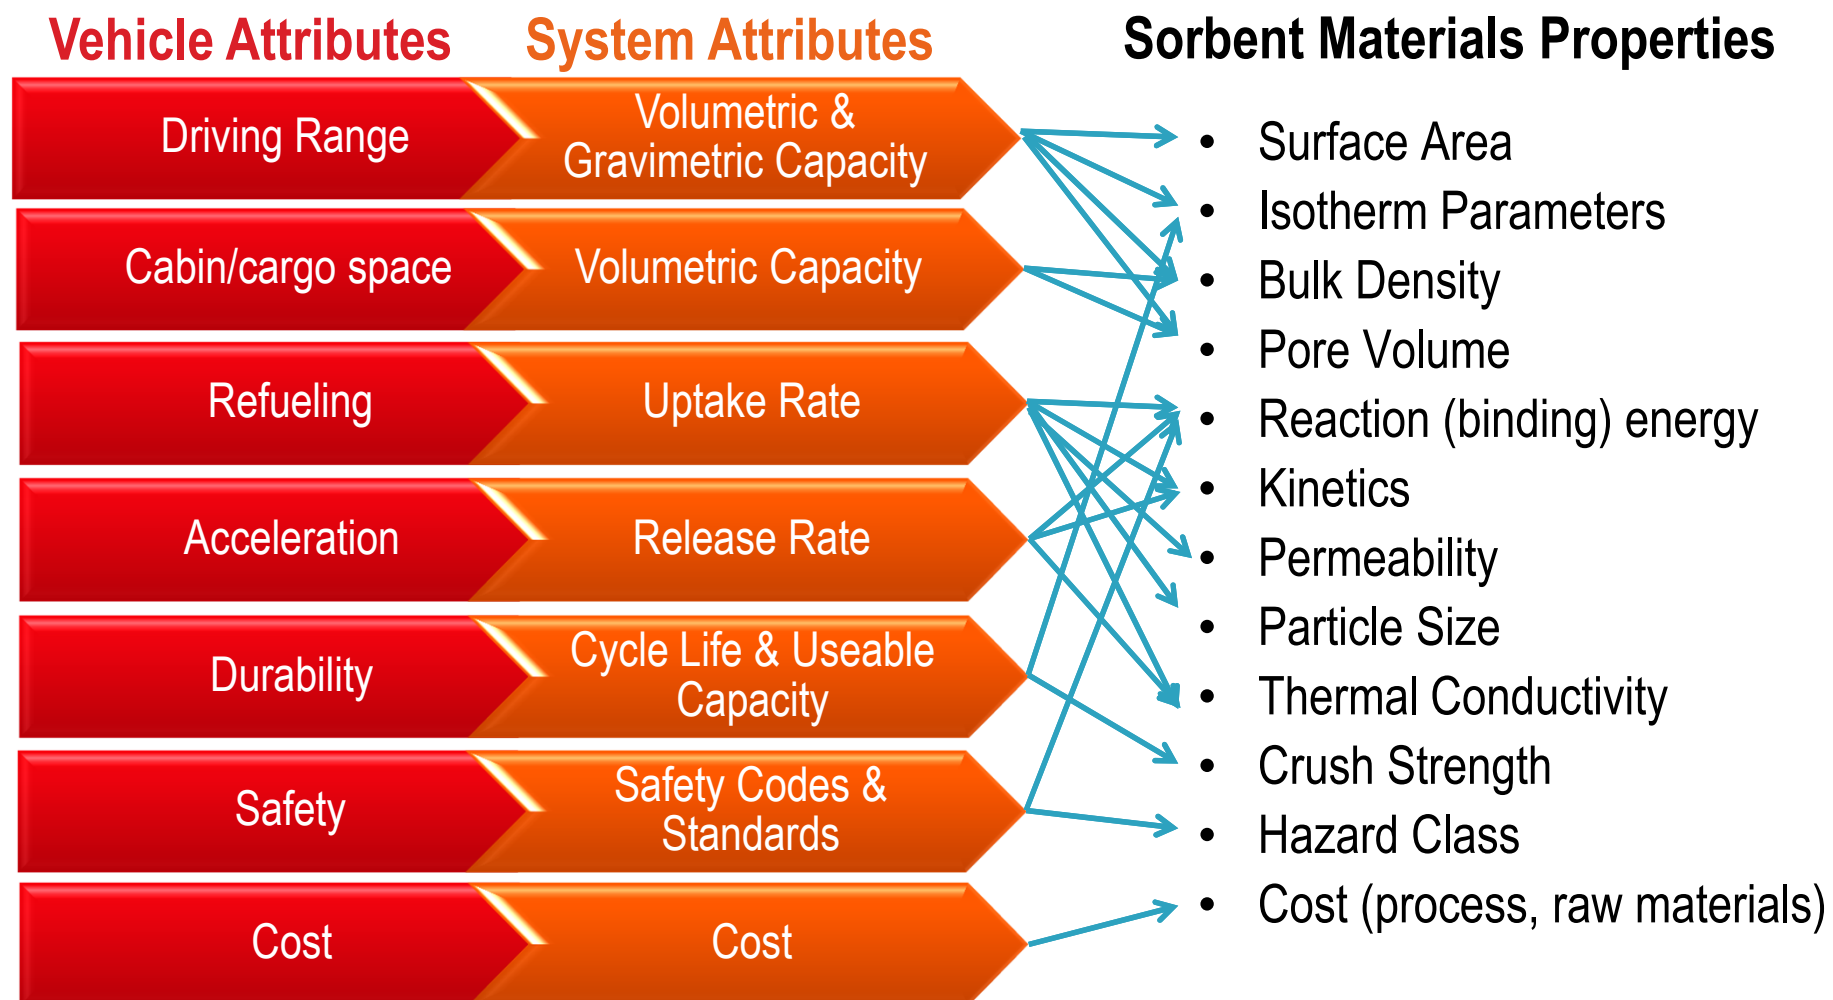 Vehicle Attributes
System Attributes
Sorbent Materials Properties
Driving Range
Volumetric &
Gravimetric Capacity
Cabin/cargo space
Volumetric Capacity
Refueling
Uptake Rate
Acceleration
Release Rate
Durability
Cycle Life & Useable
Capacity
Safety
Safety Codes &
Standards
Cost
Cost
• Surface Area
• Isotherm Parameters
• Bulk Density
• Pore Volume
• Reaction (binding) energy
• Kinetics
• Permeability
• Particle Size
• Thermal Conductivity
• Crush Strength
• Hazard Class
• Cost (process, raw materials)